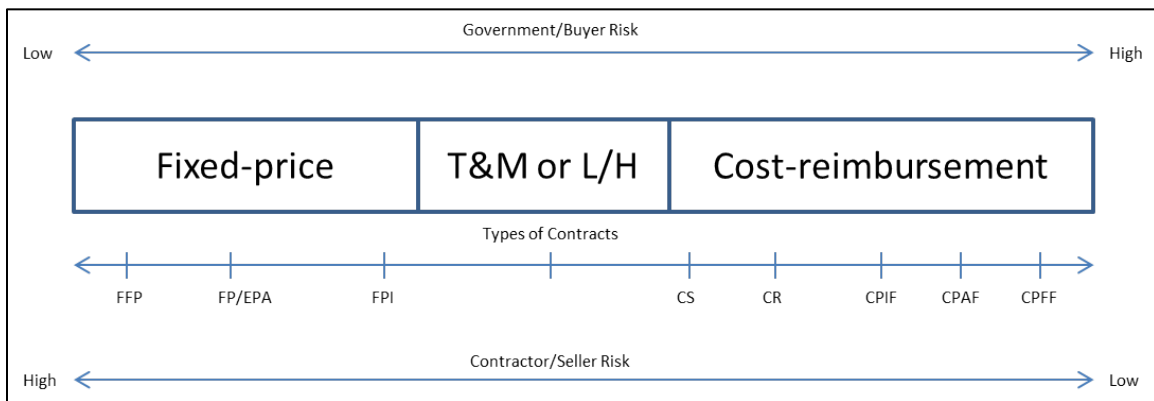 Government/Buyer Risk
Low High
Fixed-price T&M or L/H Cost-reimbursement
Types of Contracts
FFP FP/EPA FPI CS CR CPIF CPAF CPFF
Contractor/Seller Risk
High Low